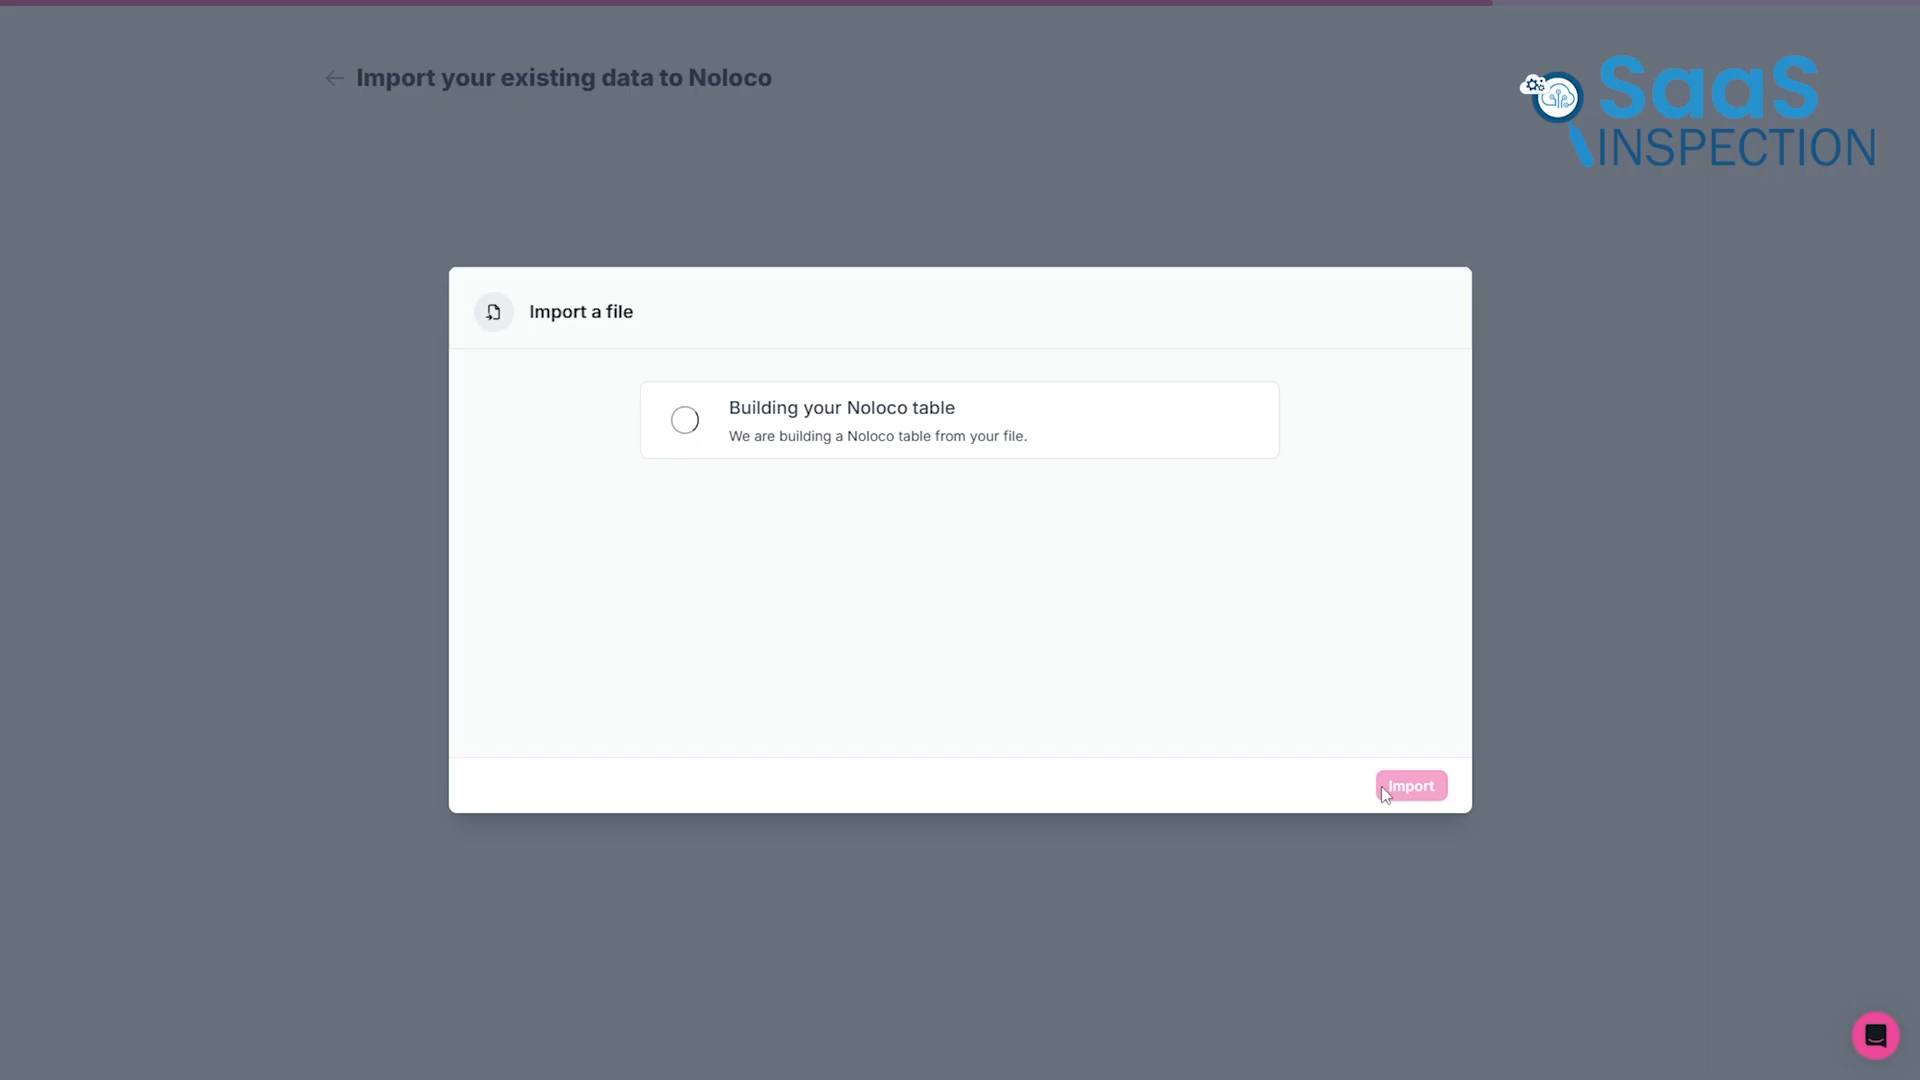 Import your existing data to Noloco
SaaS
INSPECTION
Import a file
Building your Noloco table
We are building a Noloco table from your file.
Import